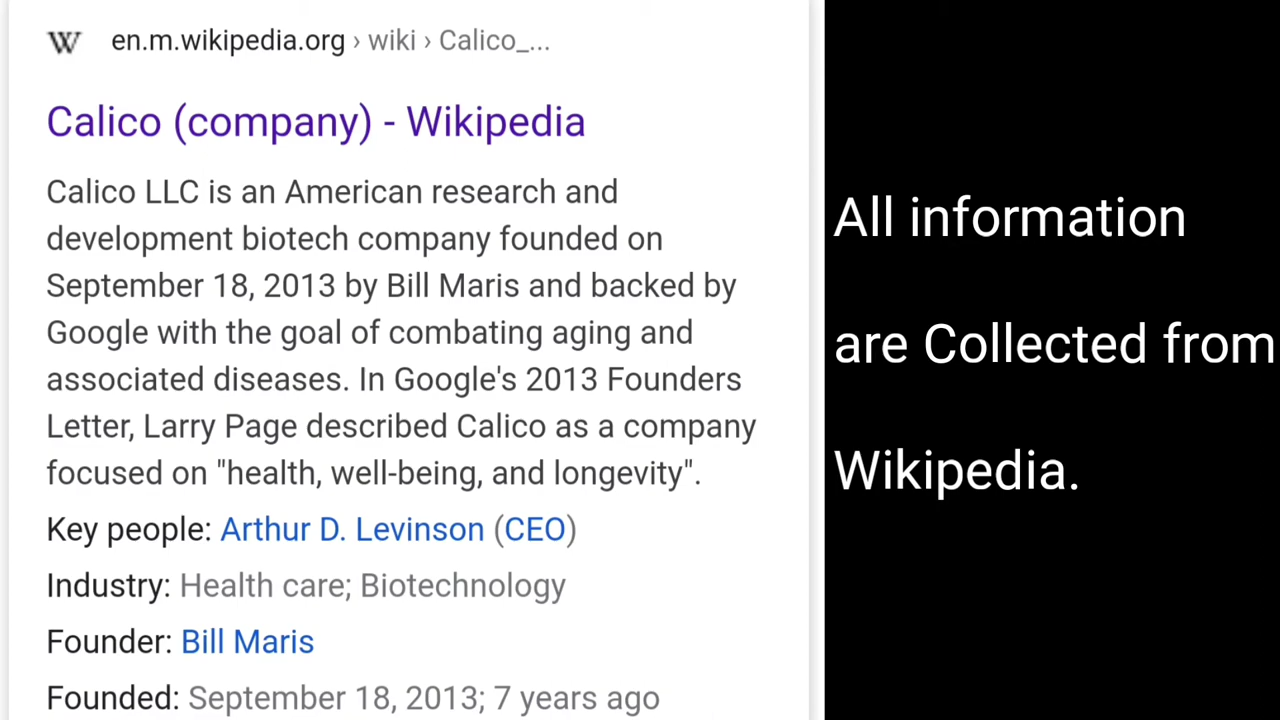 en.m.wikipedia.org › wiki › Calico_...
Calico (company) - Wikipedia
Calico LLC is an American research and
development biotech company founded on
September 18, 2013 by Bill Maris and backed by
Google with the goal of combating aging and
associated diseases. In Google's 2013 Founders
Letter, Larry Page described Calico as a company
focused on "health, well-being, and longevity".
Key people: Arthur D. Levinson (CEO)
Industry: Health care; Biotechnology
Founder: Bill Maris
Founded: September 18, 2013; 7 years ago
All information
are Collected from
Wikipedia.